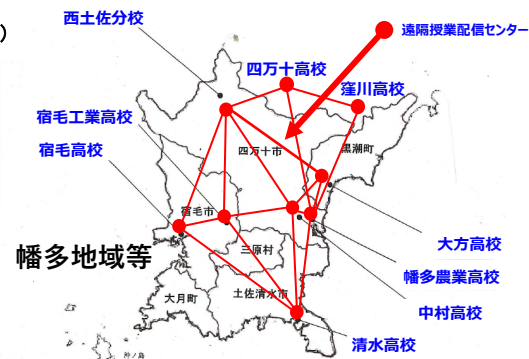 )
西土佐分校
遠隔授業配信センター
四万十高校
窪川高校
宿毛工業高校
宿毛高校
黒潮町
四万十市
宿毛市
大方高校
幡多地域等
三原村
幡多農業高校
大月町
土佐清水市
中村高校
清水高校
沖ノ島